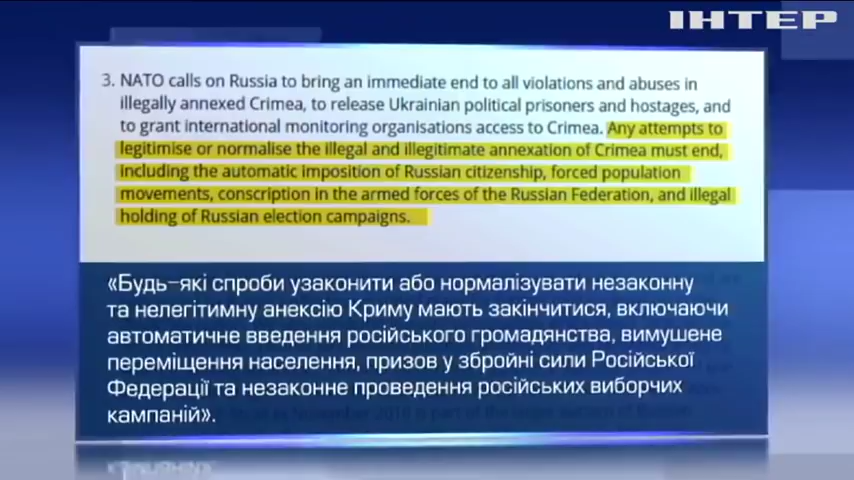 ІНТЕР
3. NATO calls on Russia to bring an immediate end to all violations and abuses in
illegally annexed Crimea, to release Ukrainian political prisoners and hostages, and
to grant international monitoring organisations access to Crimea. Any attempts to
legitimise or normalise the illegal and illegitimate annexation of Crimea must end,
including the automatic imposition of Russian citizenship, forced population
movements, conscription in the armed forces of the Russian Federation, and illegal
holding of Russian election campaigns.
«Будь-які спроби узаконити або нормалізувати незаконну
та нелегітимну анексію Криму мають закінчитися, включаючи
автоматичне введення російського громадянства, вимушене
переміщення населення, призов у збройні сили Російської
Федерації та незаконне проведення російських виборчих
кампаній».